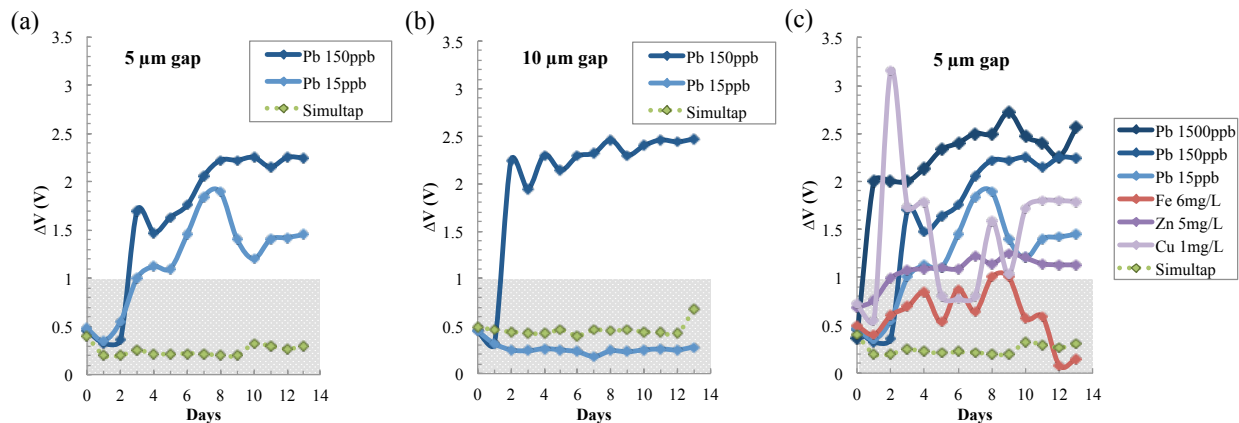 (a)
5 µm gap
Pb 150ppb
Pb 15ppb
Simultap
3.5
3
2.5
2
1.5
1
0.5
0
ΔV (V)
0 2 4 6 8 10 12 14
Days
(b)
10 µm gap
Pb 150ppb
Pb 15ppb
Simultap
3.5
3
2.5
2
1.5
1
0.5
0
ΔV (V)
0 2 4 6 8 10 12 14
Days
(c)
5 µm gap
Pb 1500ppb
Pb 150ppb
Pb 15ppb
Fe 6mg/L
Zn 5mg/L
Cu 1mg/L
Simultap
3.5
3
2.5
2
1.5
1
0.5
0
ΔV (V)
0 2 4 6 8 10 12 14
Days